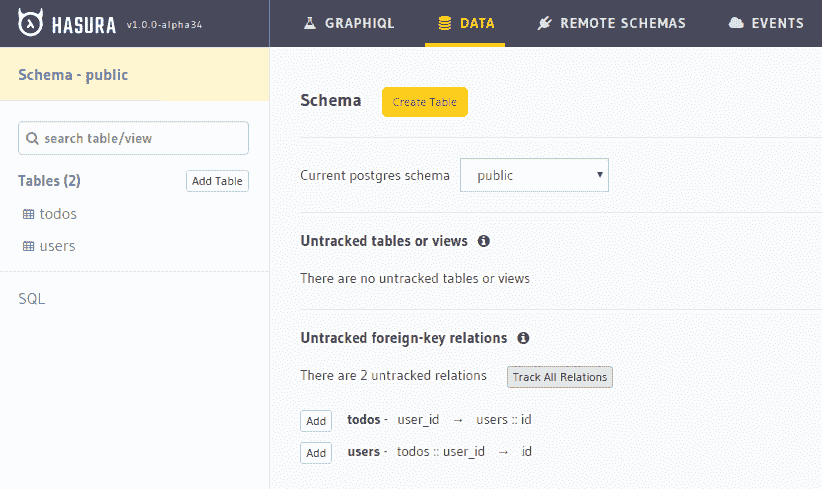 HASURA v1.0.0-alpha34
GRAPHIQL DATA REMOTE SCHEMAS EVENTS
Schema - public
search table/view
Tables (2) Add Table
todos
users
SQL
Schema Create Table
Current postgres schema public
Untracked tables or views
There are no untracked tables or views
Untracked foreign-key relations
There are 2 untracked relations Track All Relations
Add todos - user_id → users :: id
Add users - todos :: user_id → id